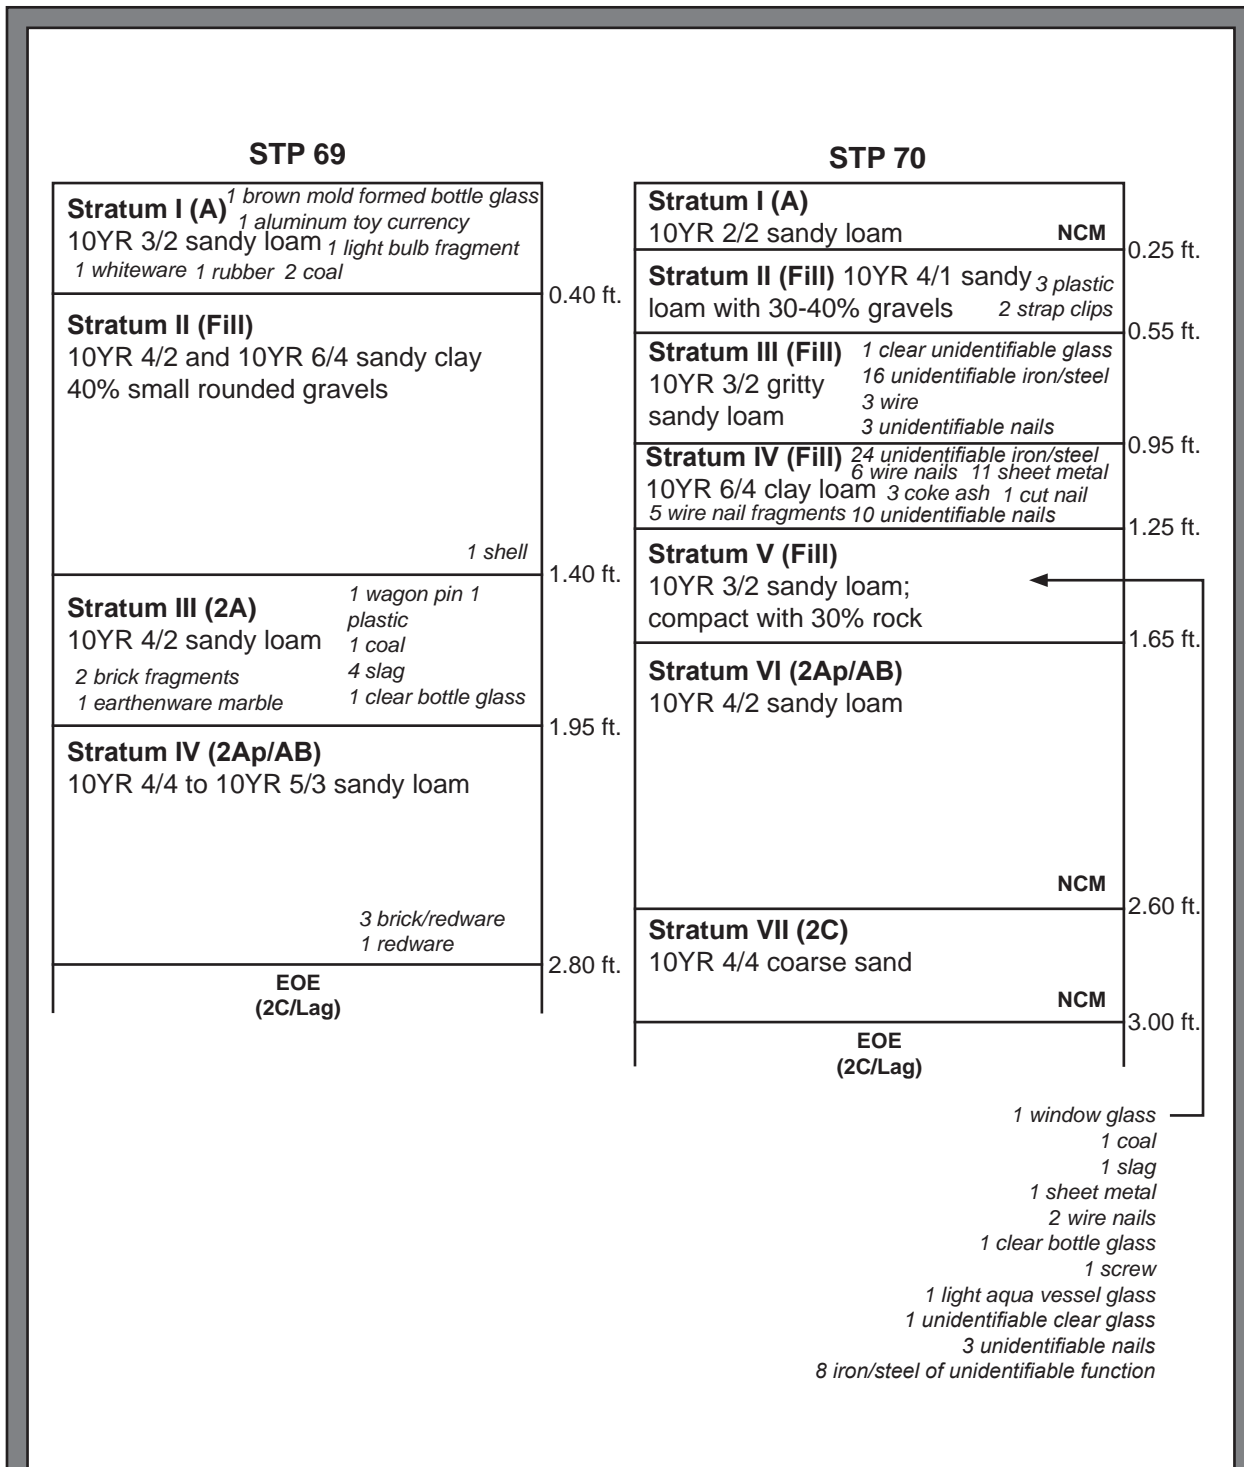 STP 69
Stratum I (A) 1 brown mold formed bottle glass
1 aluminum toy currency
10YR 3/2 sandy loam 1 light bulb fragment
1 whiteware 1 rubber 2 coal
0.40 ft.
Stratum II (Fill)
10YR 4/2 and 10YR 6/4 sandy clay
40% small rounded gravels
1 shell
1.40 ft.
Stratum III (2A)
10YR 4/2 sandy loam
2 brick fragments
1 earthenware marble
1 wagon pin 1
plastic
1 coal
4 slag
1 clear bottle glass
1.95 ft.
Stratum IV (2Ap/AB)
10YR 4/4 to 10YR 5/3 sandy loam
3 brick/redware
1 redware
2.80 ft.
EOE
(2C/Lag)
STP 70
Stratum I (A)
10YR 2/2 sandy loam NCM
0.25 ft.
Stratum II (Fill) 10YR 4/1 sandy 3 plastic
loam with 30-40% gravels 2 strap clips
0.55 ft.
Stratum III (Fill) 1 clear unidentifiable glass
10YR 3/2 gritty 16 unidentifiable iron/steel
3 wire
sandy loam 3 unidentifiable nails
0.95 ft.
Stratum IV (Fill) 24 unidentifiable iron/steel
6 wire nails 11 sheet metal
10YR 6/4 clay loam 3 coke ash 1 cut nail
5 wire nail fragments 10 unidentifiable nails
1.25 ft.
Stratum V (Fill)
10YR 3/2 sandy loam;
compact with 30% rock
1.65 ft.
Stratum VI (2Ap/AB)
10YR 4/2 sandy loam
NCM
2.60 ft.
Stratum VII (2C)
10YR 4/4 coarse sand
NCM
3.00 ft.
EOE
(2C/Lag)
1 window glass
1 coal
1 slag
1 sheet metal
2 wire nails
1 clear bottle glass
1 screw
1 light aqua vessel glass
1 unidentifiable clear glass
3 unidentifiable nails
8 iron/steel of unidentifiable function